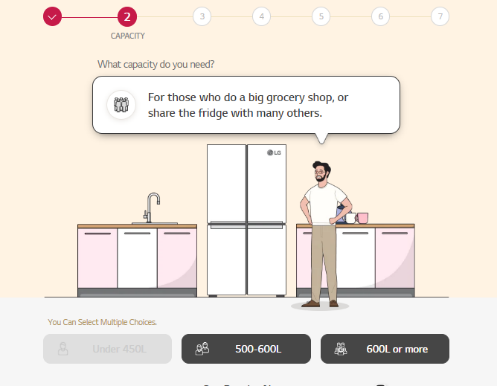 2 3 4 5 6 7
CAPACITY
What capacity do you need?
For those who do a big grocery shop, or
share the fridge with many others.
LG
You Can Select Multiple Choices.
Under 450L 500-600L 600L or more